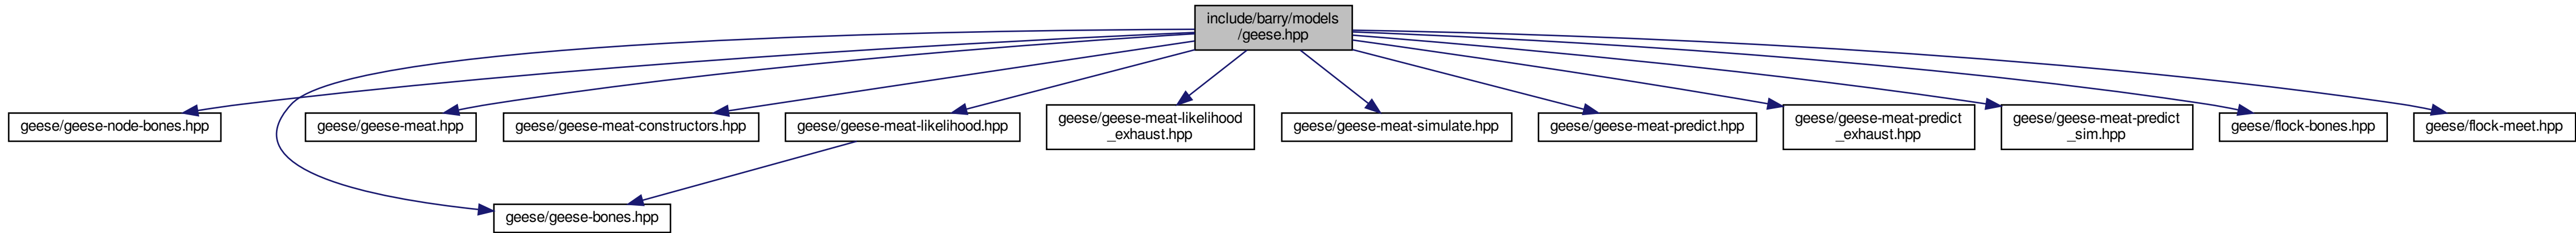 include/barry/models
/geese.hpp
geese/geese-node-bones.hpp
geese/geese-meat.hpp
geese/geese-meat-constructors.hpp
geese/geese-meat-likelihood.hpp
geese/geese-meat-likelihood
_exhaust.hpp
geese/geese-meat-simulate.hpp
geese/geese-meat-predict.hpp
geese/geese-meat-predict
_exhaust.hpp
geese/geese-meat-predict
_sim.hpp
geese/flock-bones.hpp
geese/flock-meet.hpp
geese/geese-bones.hpp